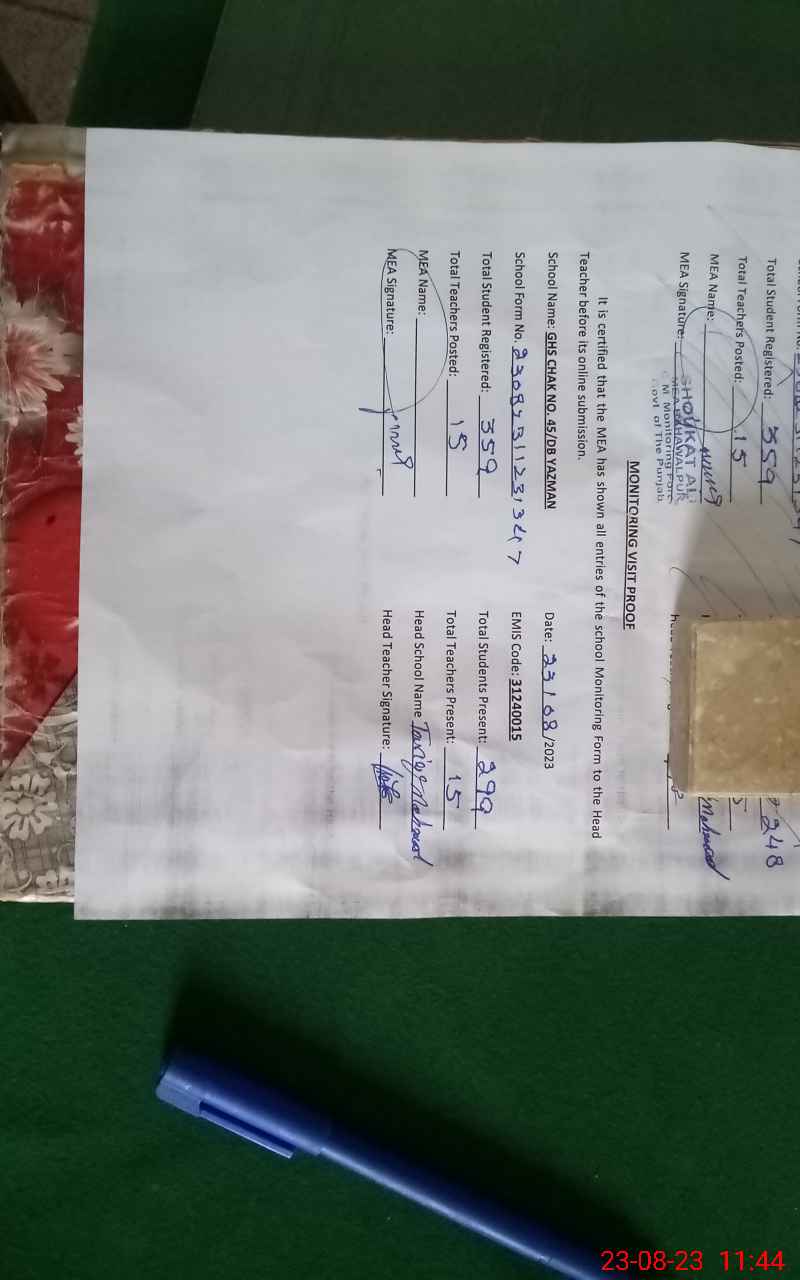 Total Student Registered: 359 248
Total Teachers Posted: 15
MEA Name:
MEA Signature:
SHOUKAT AL
MEA BAHAWALPUR
C M Monitoring Force
Govt of The Punjab
MONITORING VISIT PROOF
It is certified that the MEA has shown all entries of the school Monitoring Form to the Head
Teacher before its online submission.
School Name: GHS CHAK NO. 45/DB YAZMAN Date: 23/08/2023
School Form No. EMIS Code: 31240015
Total Student Registered: 359 Total Students Present: 299
Total Teachers Posted: 15 Total Teachers Present: 15
MEA Name: Head School Name Tariq Mahmood
MEA Signature: Head Teacher Signature:
23-08-23 11:44